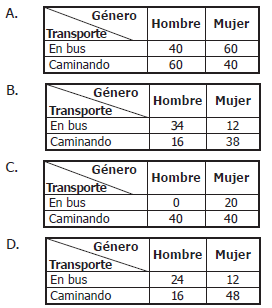 A.
Género
Transporte
Hombre Mujer
En bus 40 60
Caminando 60 40
B.
Género
Transporte
Hombre Mujer
En bus 34 12
Caminando 16 38
C.
Género
Transporte
Hombre Mujer
En bus 0 20
Caminando 40 40
D.
Género
Transporte
Hombre Mujer
En bus 24 12
Caminando 16 48